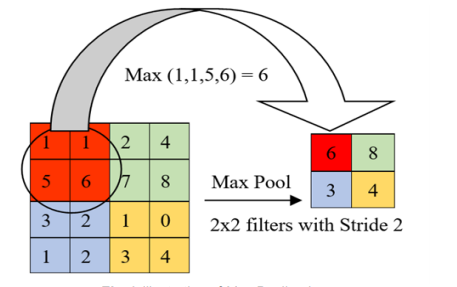 Max (1,1,5,6) = 6
1 1 2 4
5 6 7 8
3 2 1 0
1 2 3 4
Max Pool
2x2 filters with Stride 2
6 8
3 4